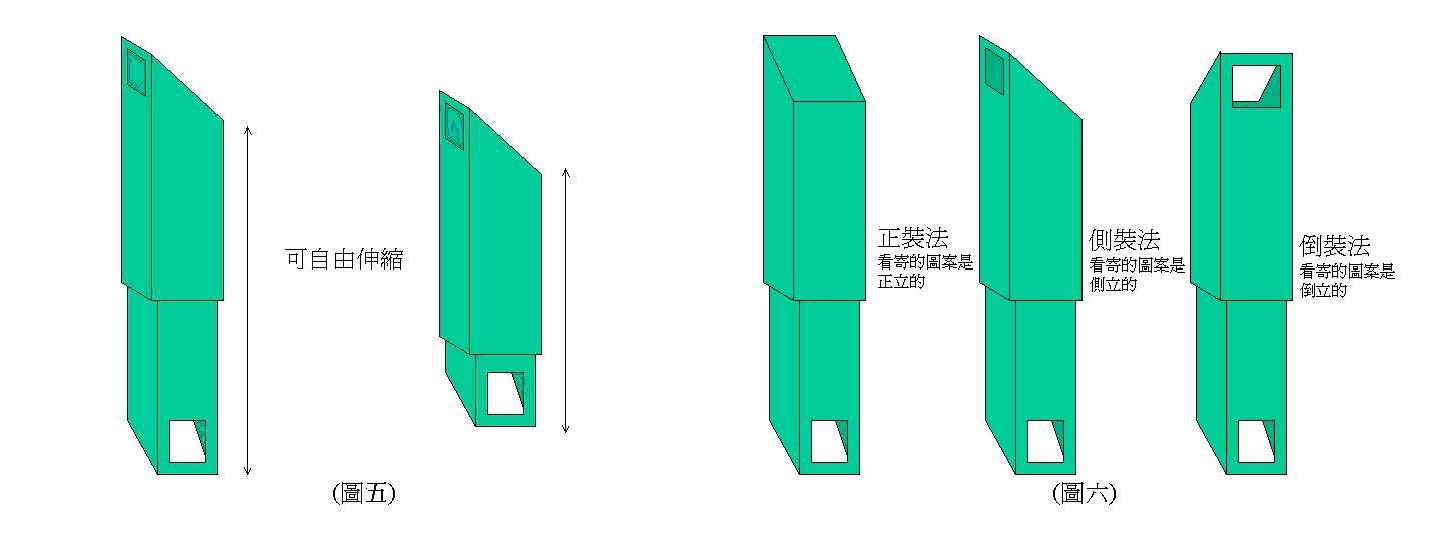 可自由伸縮
(圖五)
正裝法
看寄的圖案是
正立的
側裝法
看寄的圖案是
側立的
倒裝法
看寄的圖案是
倒立的
(圖六)